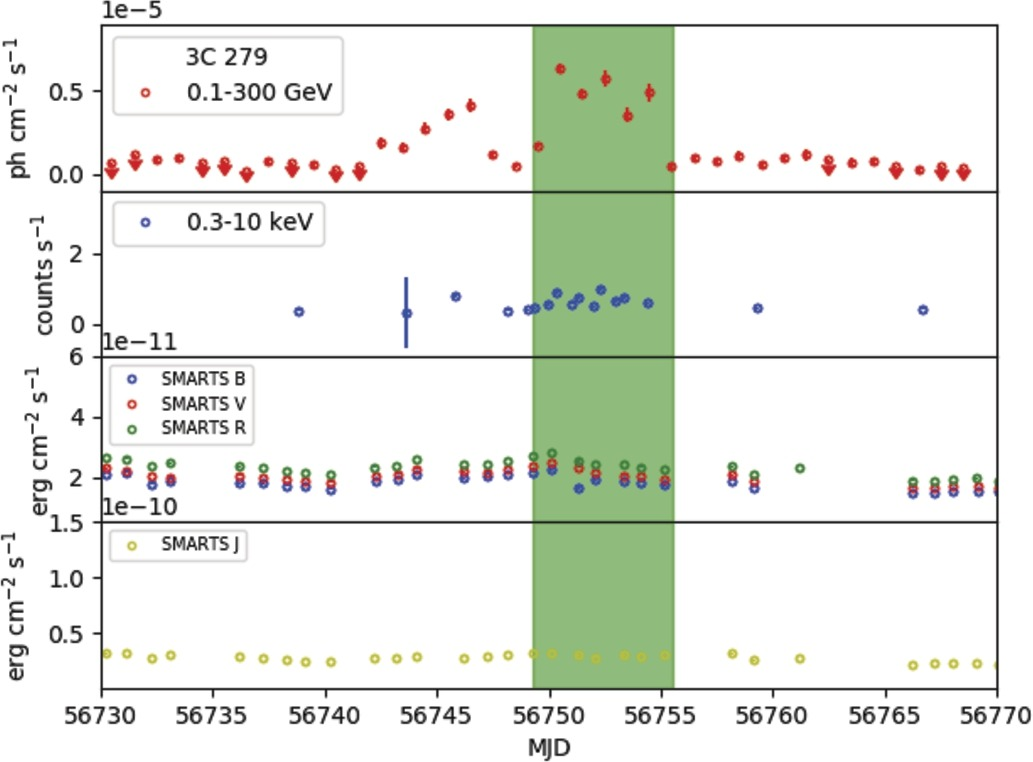 1e−5
3C 279
0.1-300 GeV
ph cm⁻² s⁻¹
0.5
0.0
0.3-10 keV
counts s⁻¹
2
0
1e−11
6
SMARTS B
SMARTS V
SMARTS R
erg cm⁻² s⁻¹
4
2
1e−10
1.5
SMARTS J
erg cm⁻² s⁻¹
1.0
0.5
56730 56735 56740 56745 56750 56755 56760 56765 56770
MJD